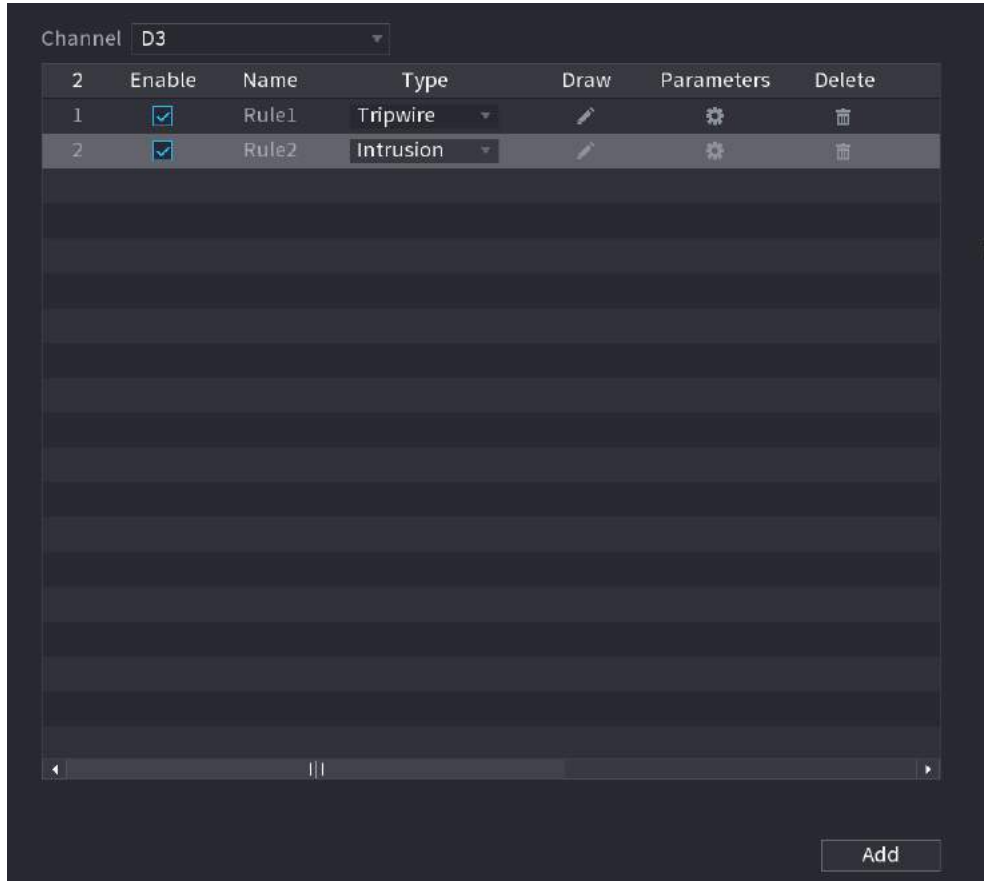 Channel D3
2 Enable Name Type Draw Parameters Delete
1 Rule1 Tripwire
2 Rule2 Intrusion
Add